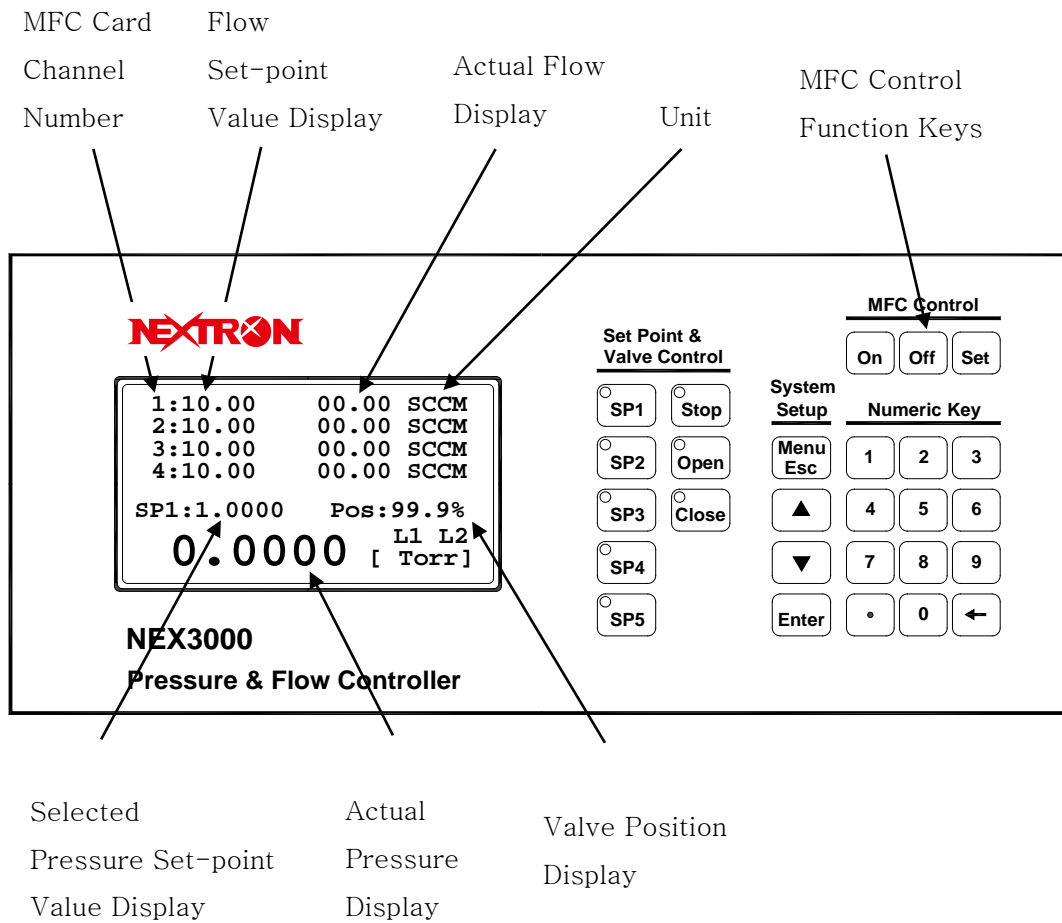 MFC Card
Channel
Number
Flow
Set-point
Value Display
Actual Flow
Display
Unit
MFC Control
Function Keys
NEXTRON
1:10.00 00.00 SCCM
2:10.00 00.00 SCCM
3:10.00 00.00 SCCM
4:10.00 00.00 SCCM
SP1:1.0000 Pos:99.9%
L1 L2
0.0000 [ Torr]
NEX3000
Pressure & Flow Controller
Set Point &
Valve Control
SP1 Stop
SP2 Open
SP3 Close
SP4
SP5
System
Setup
Menu
Esc
▲
▼
Enter
MFC Control
On Off Set
Numeric Key
1 2 3
4 5 6
7 8 9
• 0 ←
Selected
Pressure Set-point
Value Display
Actual
Pressure
Display
Valve Position
Display